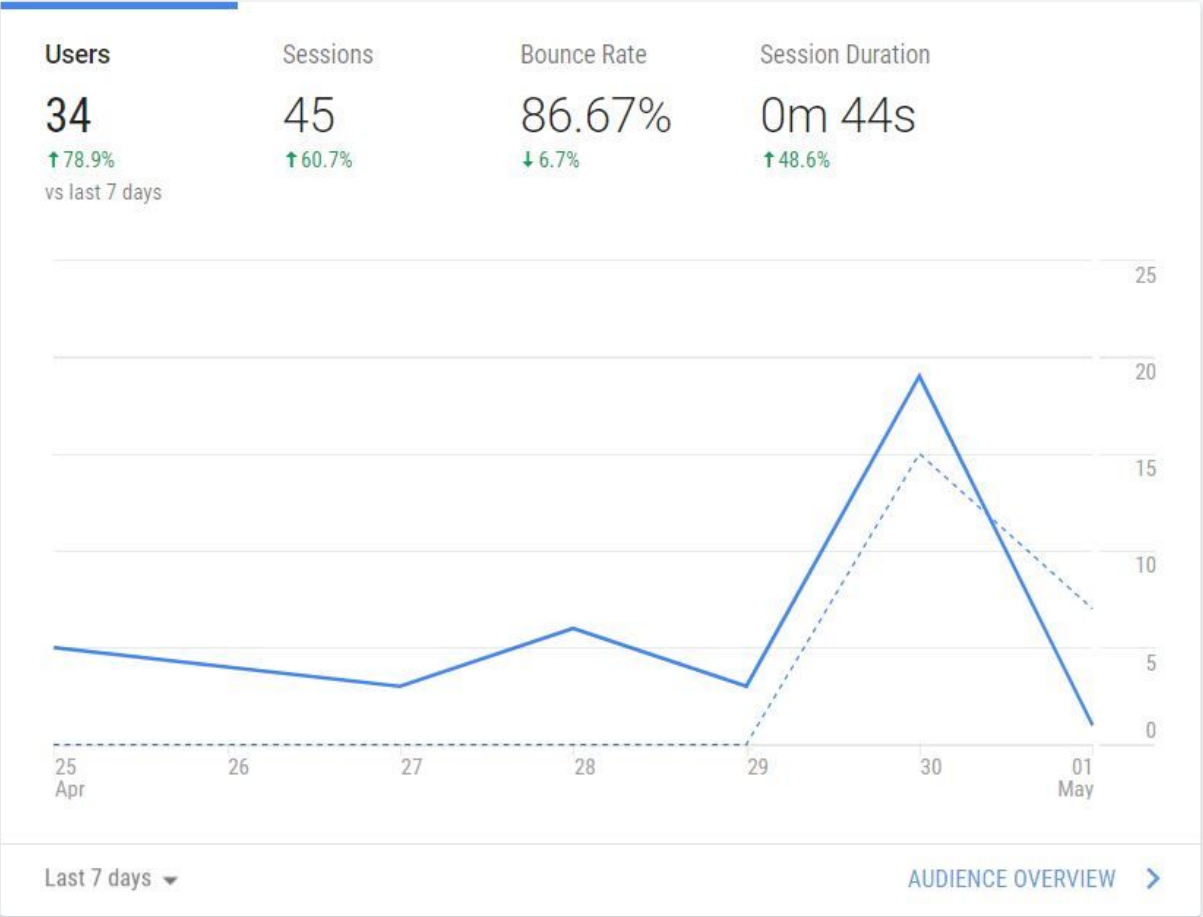 Users Sessions Bounce Rate Session Duration
34 45 86.67% 0m 44s
↑78.9% ↑60.7% ↓6.7% ↑48.6%
vs last 7 days
25
20
15
10
5
0
25 26 27 28 29 30 01
Apr May
Last 7 days AUDIENCE OVERVIEW